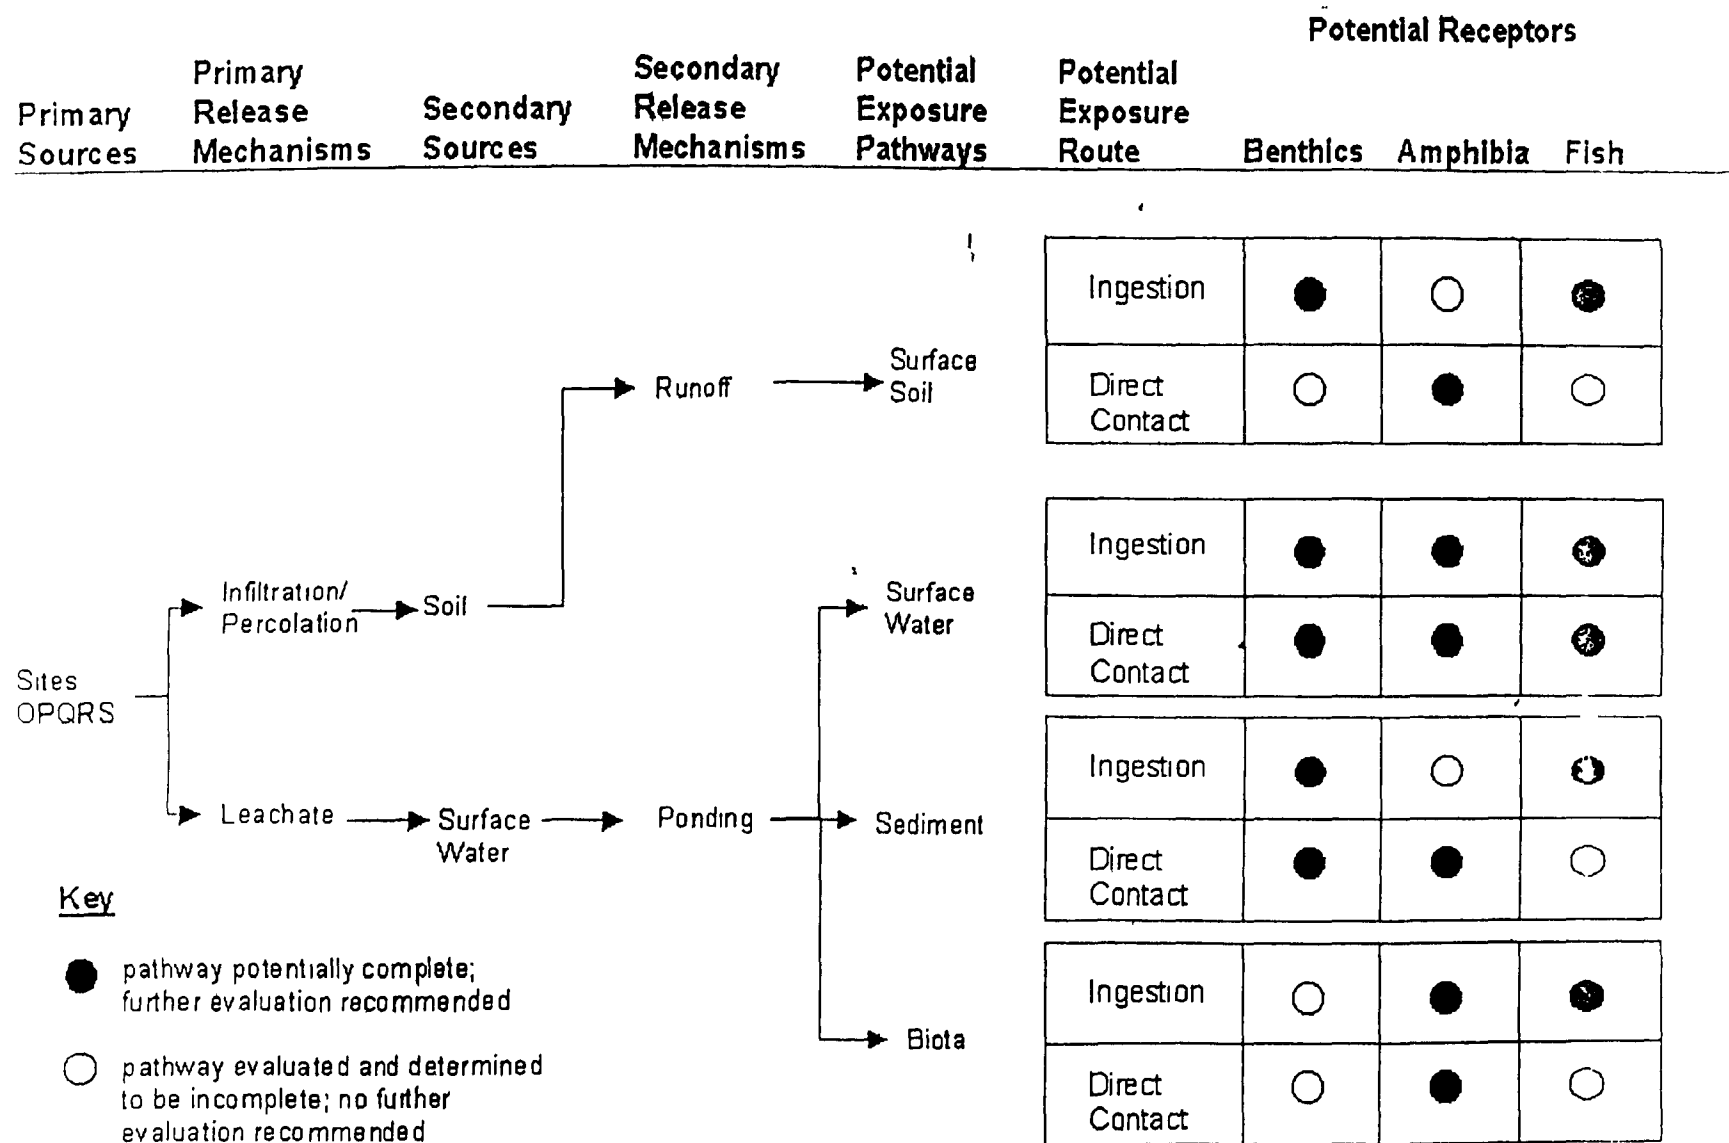 Potential Receptors
Primary
Sources
Primary
Release
Mechanisms
Secondary
Sources
Secondary
Release
Mechanisms
Potential
Exposure
Pathways
Potential
Exposure
Route
Benthics
Amphibia
Fish
Ingestion
Direct
Contact
Runoff
Surface
Soil
Ingestion
Direct
Contact
Infiltration/
Percolation
Soil
Surface
Water
Sites
OPQRS
Ingestion
Direct
Contact
Leachate
Surface
Water
Ponding
Sediment
Ingestion
Direct
Contact
Biota
Key
pathway potentially complete;
further evaluation recommended
pathway evaluated and determined
to be incomplete; no further
evaluation recommended